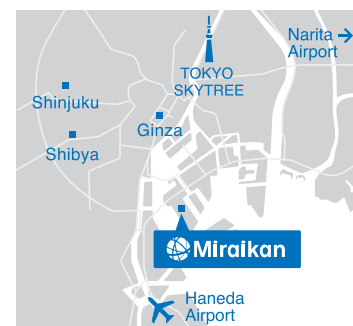 Narita
Airport
TOKYO
SKYTREE
Shinjuku
Ginza
Shibya
Miraikan
Haneda
Airport